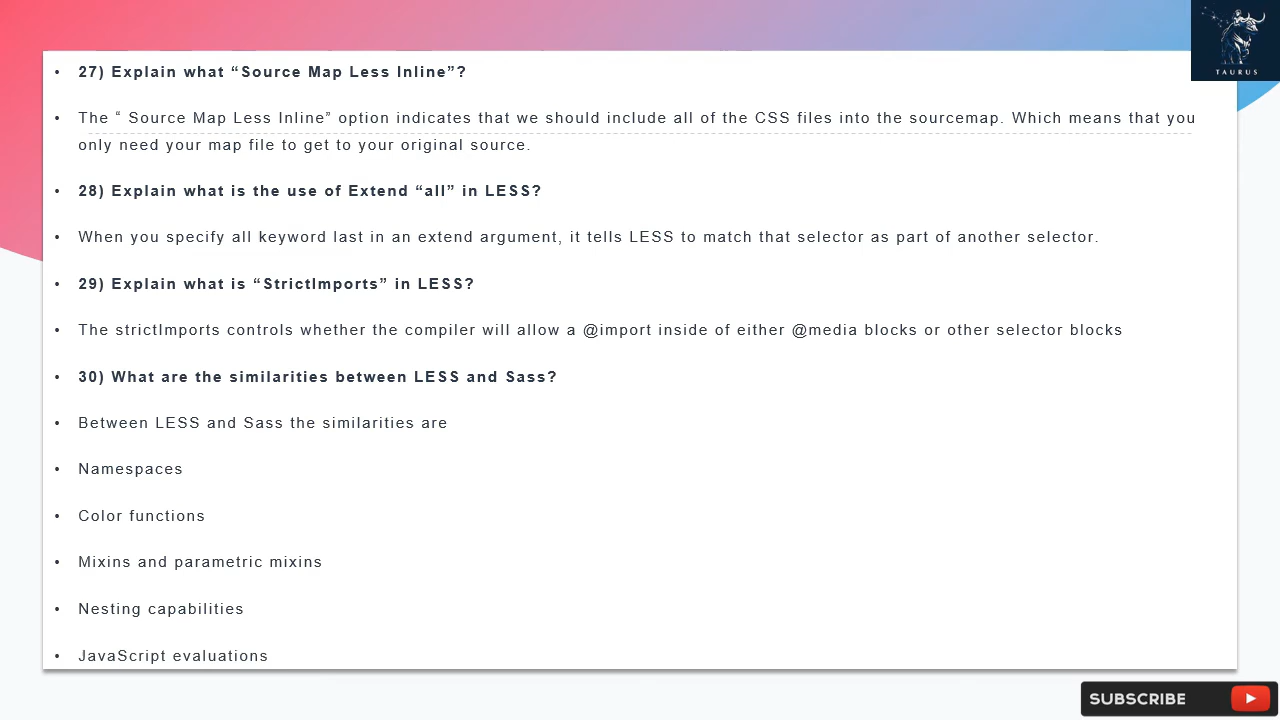 TAURUS
• 27) Explain what “Source Map Less Inline”?
• The “ Source Map Less Inline” option indicates that we should include all of the CSS files into the sourcemap. Which means that you
only need your map file to get to your original source.
• 28) Explain what is the use of Extend “all” in LESS?
• When you specify all keyword last in an extend argument, it tells LESS to match that selector as part of another selector.
• 29) Explain what is “StrictImports” in LESS?
• The strictImports controls whether the compiler will allow a @import inside of either @media blocks or other selector blocks
• 30) What are the similarities between LESS and Sass?
• Between LESS and Sass the similarities are
• Namespaces
• Color functions
• Mixins and parametric mixins
• Nesting capabilities
• JavaScript evaluations
SUBSCRIBE